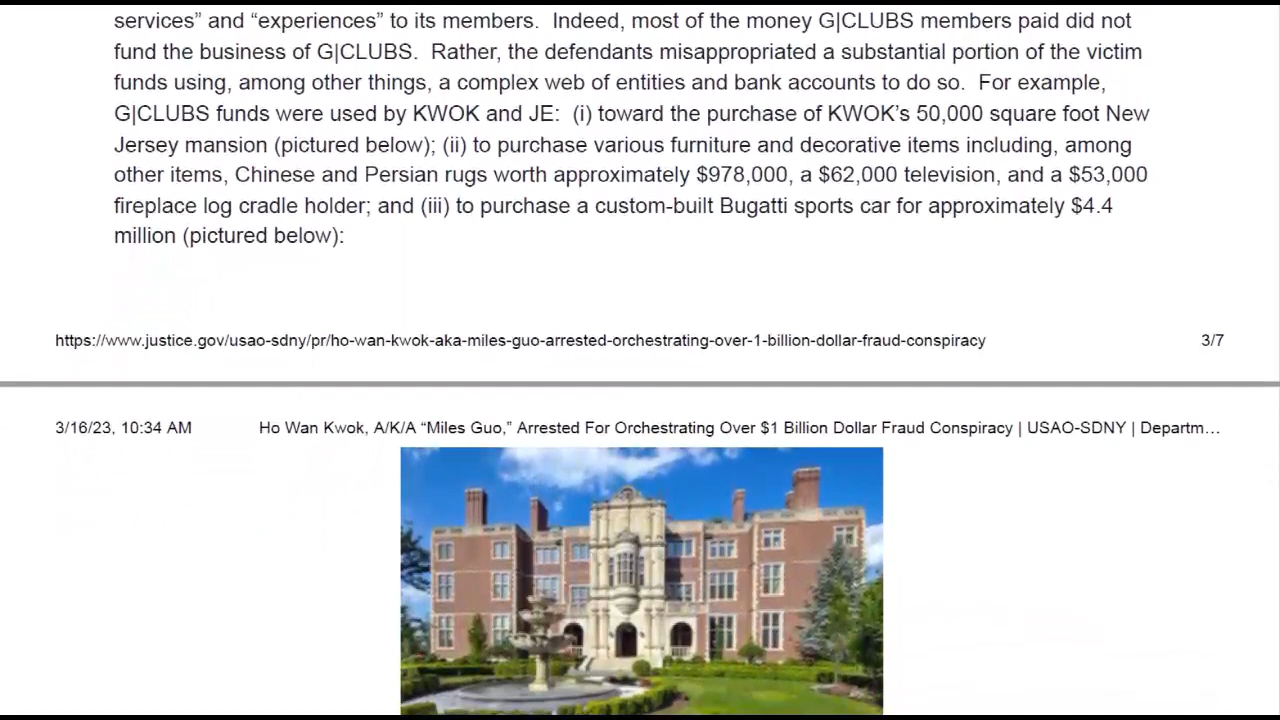 services” and “experiences” to its members.  Indeed, most of the money G|CLUBS members paid did not
fund the business of G|CLUBS.  Rather, the defendants misappropriated a substantial portion of the victim
funds using, among other things, a complex web of entities and bank accounts to do so.  For example,
G|CLUBS funds were used by KWOK and JE:  (i) toward the purchase of KWOK’s 50,000 square foot New
Jersey mansion (pictured below); (ii) to purchase various furniture and decorative items including, among
other items, Chinese and Persian rugs worth approximately $978,000, a $62,000 television, and a $53,000
fireplace log cradle holder; and (iii) to purchase a custom-built Bugatti sports car for approximately $4.4
million (pictured below):
https://www.justice.gov/usao-sdny/pr/ho-wan-kwok-aka-miles-guo-arrested-orchestrating-over-1-billion-dollar-fraud-conspiracy 3/7
3/16/23, 10:34 AM Ho Wan Kwok, A/K/A “Miles Guo,” Arrested For Orchestrating Over $1 Billion Dollar Fraud Conspiracy | USAO-SDNY | Departm…